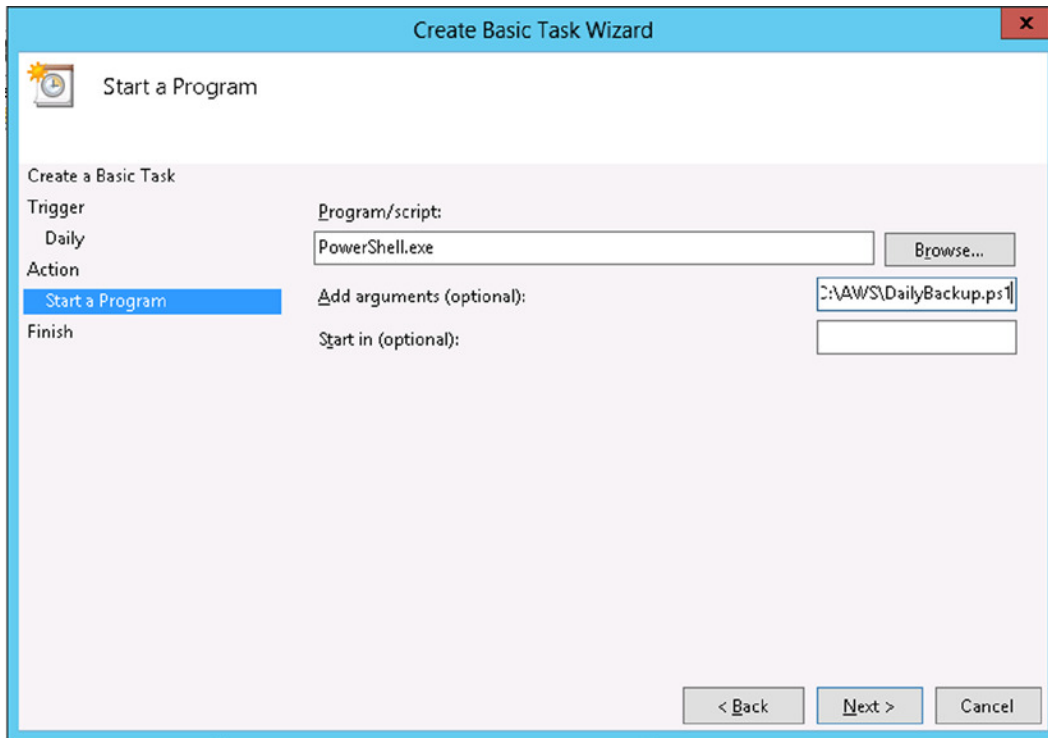 Create Basic Task Wizard
x
Start a Program
Create a Basic Task
Trigger
Daily
Action
Start a Program
Finish
Program/script:
PowerShell.exe
Browse...
Add arguments (optional):
C:\AWS\DailyBackup.ps1
Start in (optional):
< Back
Next >
Cancel